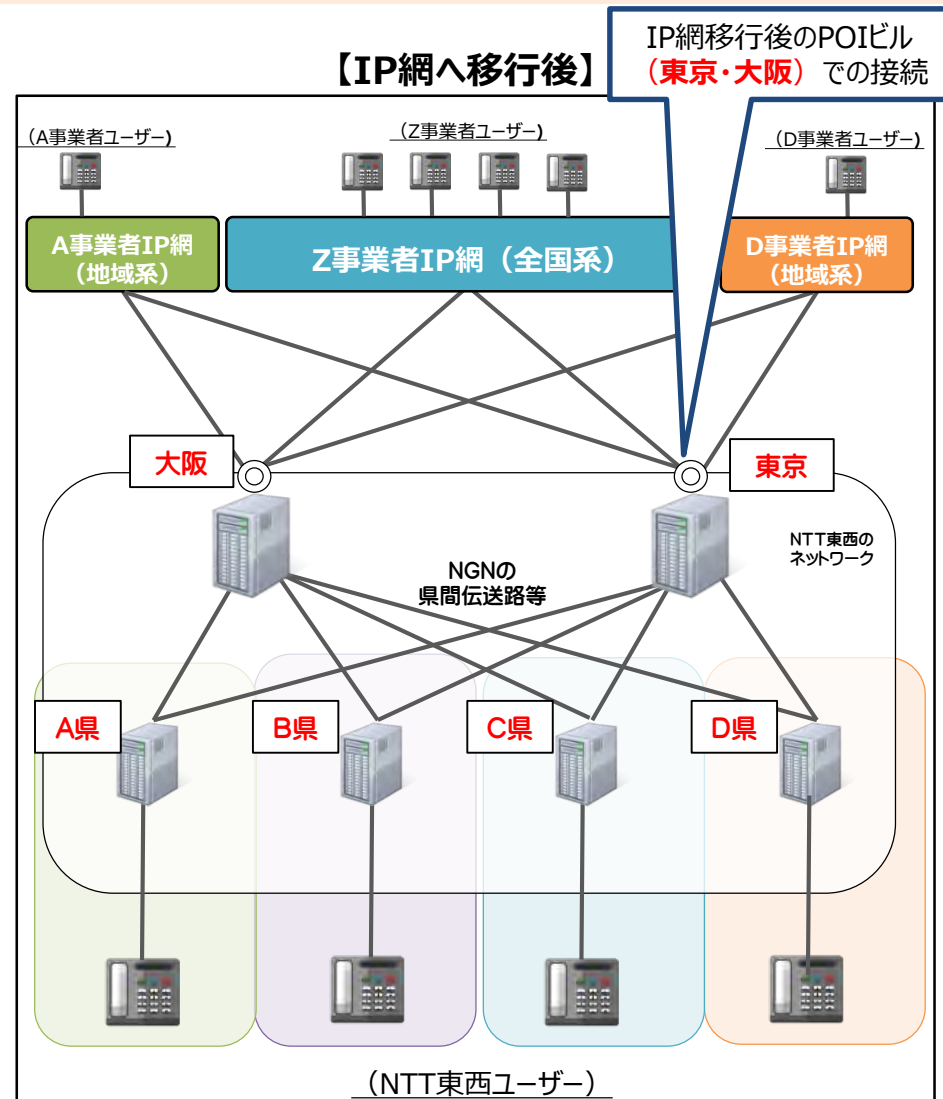 IP網移行後のPOIビル
（東京・大阪）での接続
【IP網へ移行後】
（A事業者ユーザー)
（Z事業者ユーザー)
（D事業者ユーザー)
A事業者IP網
（地域系）
Z事業者IP網（全国系）
D事業者IP網
（地域系）
大阪
東京
NTT東西の
ネットワーク
NGNの
県間伝送路等
A県
B県
C県
D県
（NTT東西ユーザー）